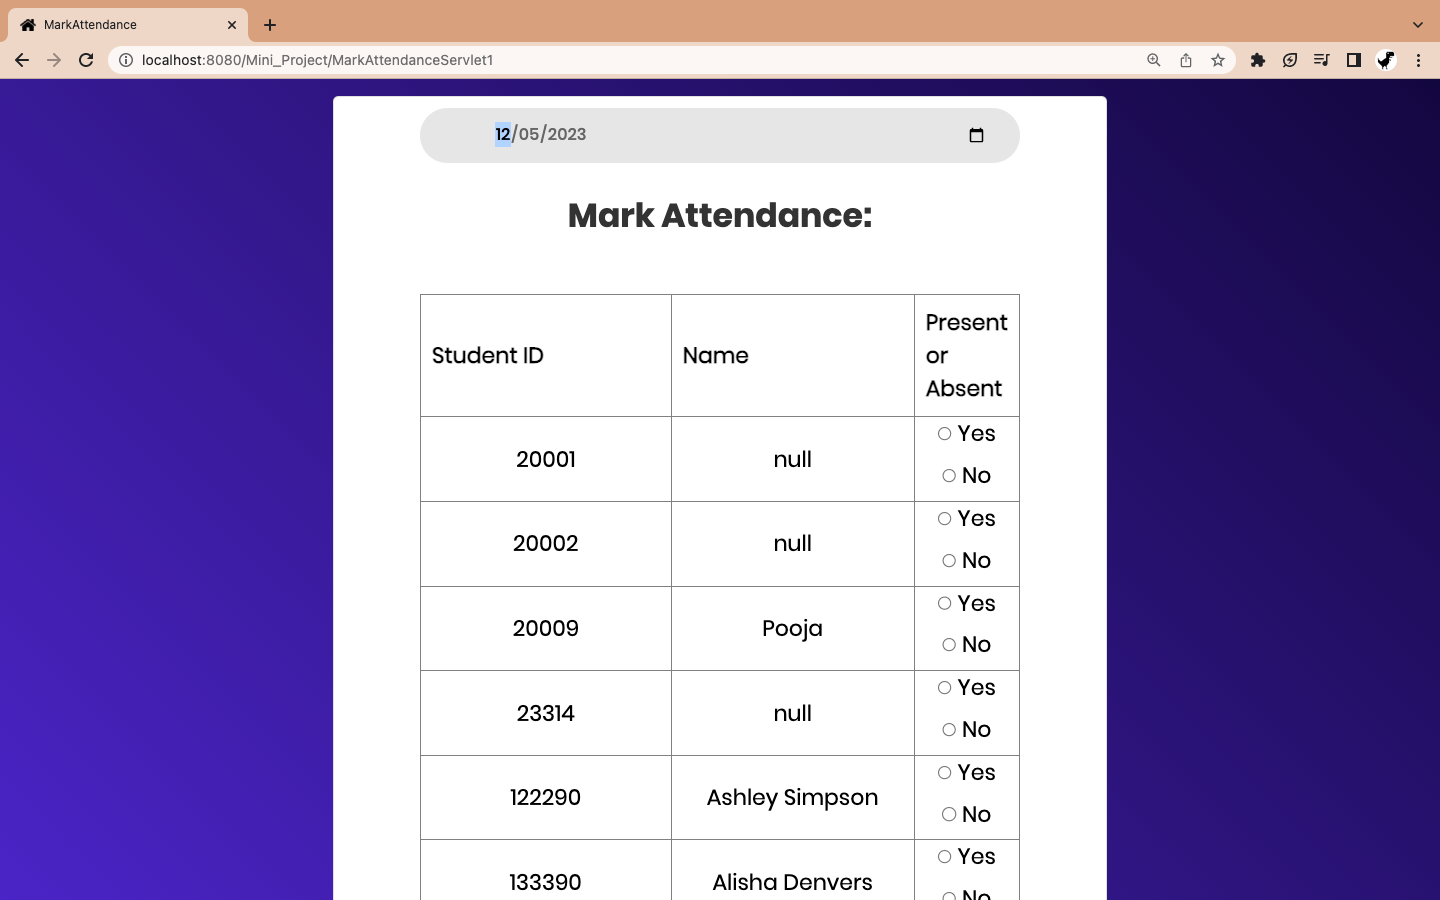 MarkAttendance
localhost:8080/Mini_Project/MarkAttendanceServlet1
12/05/2023
Mark Attendance:
Student ID Name Present or Absent
20001 null Yes
No
20002 null Yes
No
20009 Pooja Yes
No
23314 null Yes
No
122290 Ashley Simpson Yes
No
133390 Alisha Denvers Yes
No